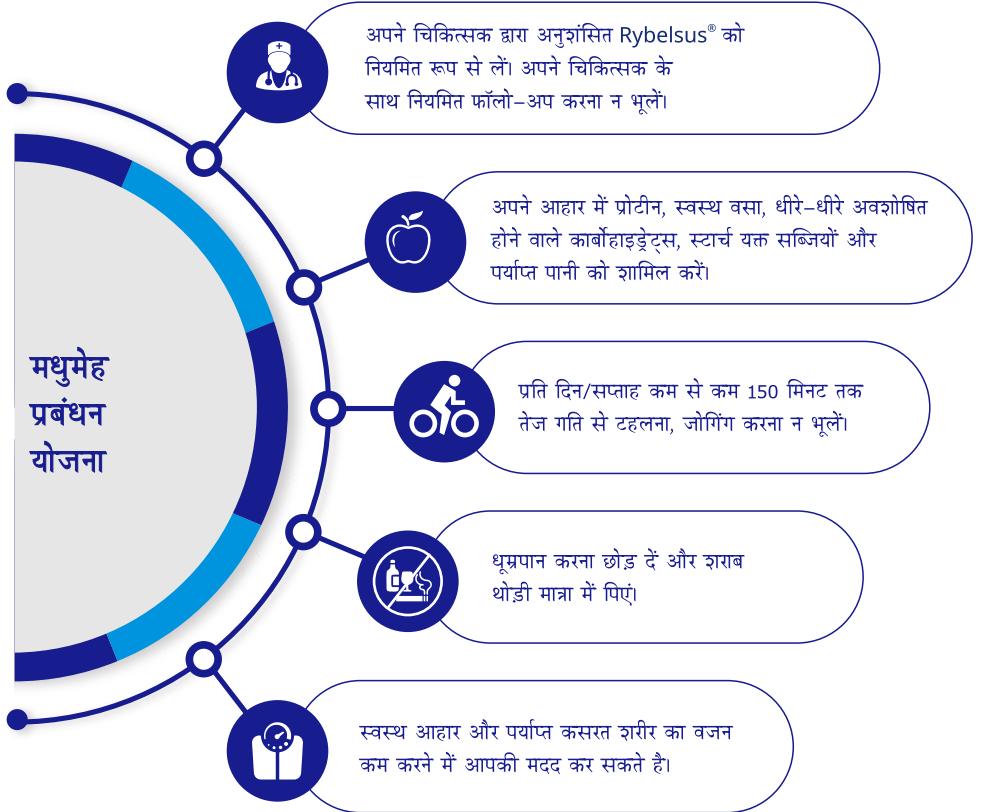 अपने चिकित्सक द्वारा अनुशंसित Rybelsus® को
नियमित रूप से लें। अपने चिकित्सक के
साथ नियमित फॉलो–अप करना न भूलें।
अपने आहार में प्रोटीन, स्वस्थ वसा, धीरे–धीरे अवशोषित
होने वाले कार्बोहाइड्रेट्स, स्टार्च यक्त सब्जियों और
पर्याप्त पानी को शामिल करें।
मधुमेह
प्रबंधन
योजना
प्रति दिन/सप्ताह कम से कम 150 मिनट तक
तेज गति से टहलना, जोगिंग करना न भूलें।
धूम्रपान करना छोड़ दें और शराब
थोड़ी मात्रा में पिएं।
स्वस्थ आहार और पर्याप्त कसरत शरीर का वजन
कम करने में आपकी मदद कर सकते है।